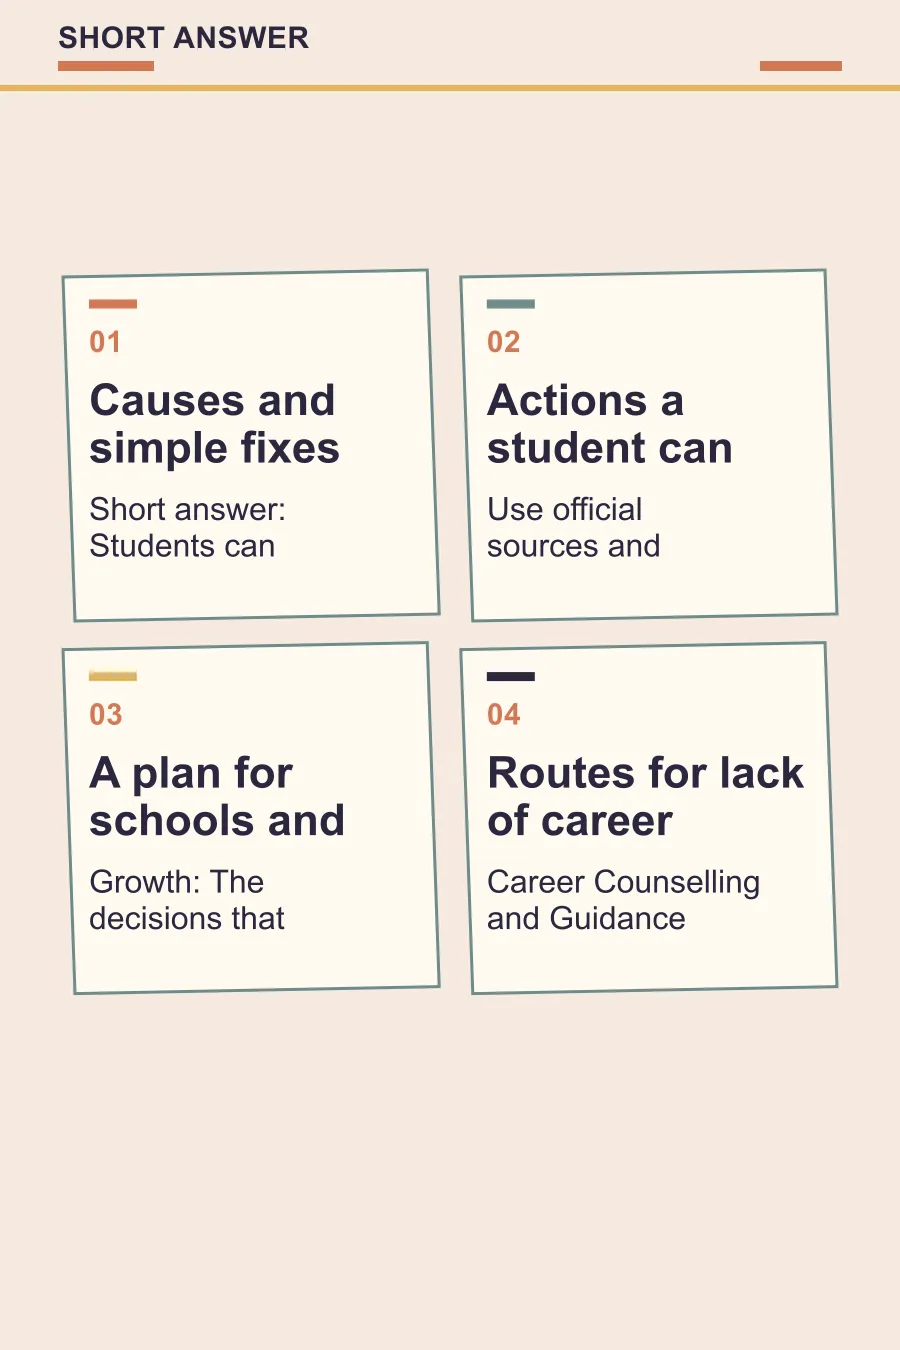 SHORT ANSWER
01
Causes and
simple fixes
Short answer:
Students can
02
Actions a
student can
Use official
sources and
03
A plan for
schools and
Growth: The
decisions that
04
Routes for lack
of career
Career Counselling
and Guidance